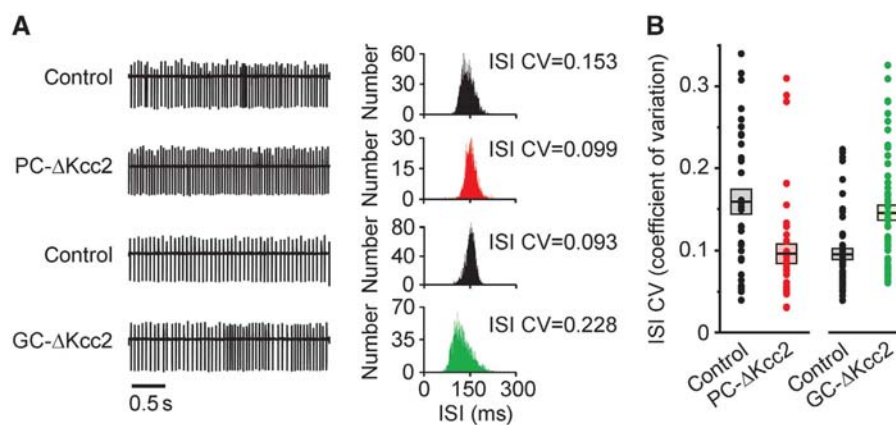 A
Control
PC-ΔKcc2
Control
GC-ΔKcc2
0.5 s
Number
60
30
0
ISI CV=0.153
Number
30
15
0
ISI CV=0.099
Number
80
40
0
ISI CV=0.093
Number
70
35
0
ISI CV=0.228
0 150 300
ISI (ms)
B
ISI CV (coefficient of variation)
0.3
0.2
0.1
0
Control
PC-ΔKcc2
Control
GC-ΔKcc2